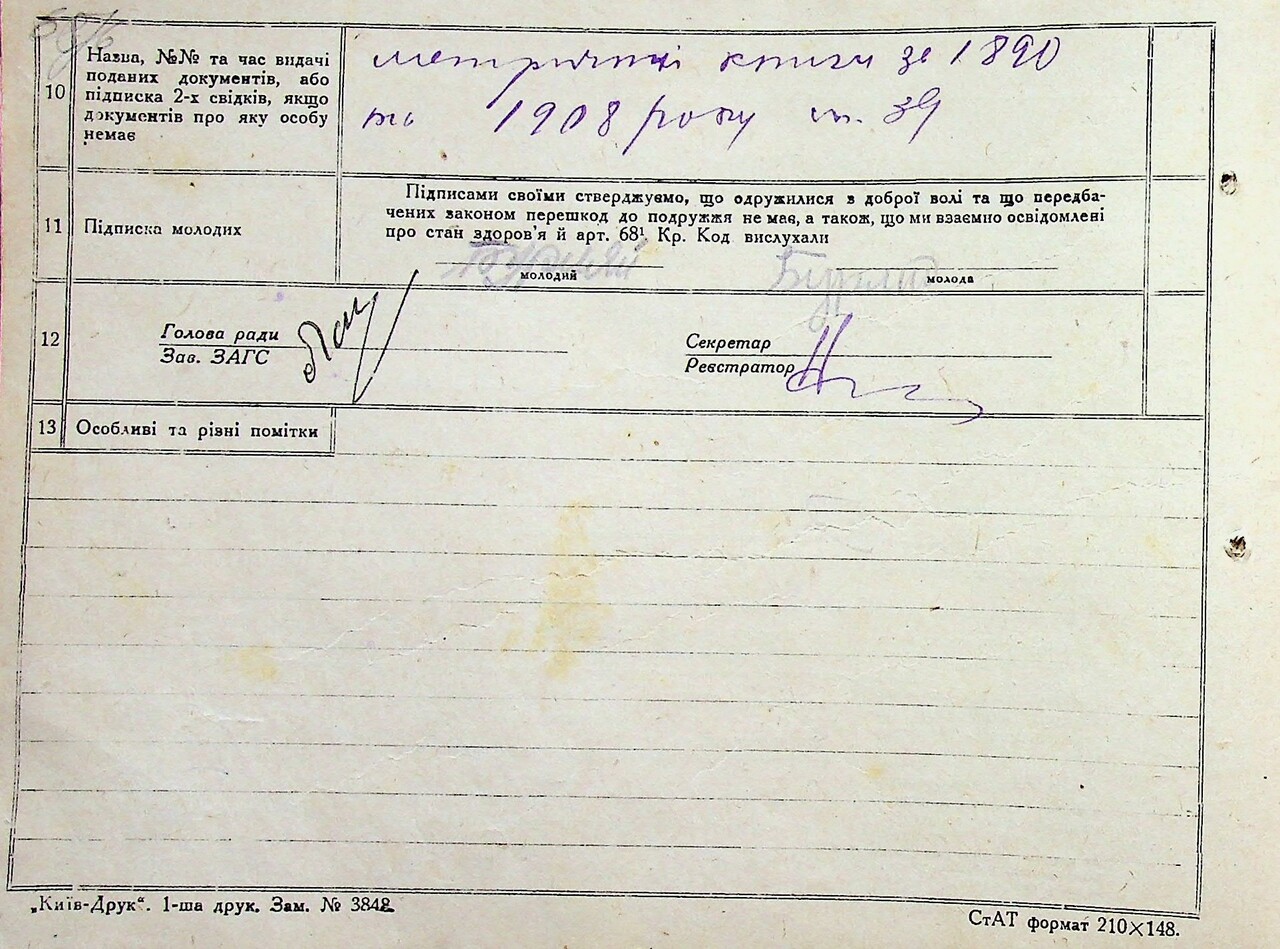 10
Назва, №№ та час видачі
поданих документів, або
підписка 2-х свідків, якщо
документів про яку особу
немає
метричні книги за 1890
та 1908 року ст. 39
11
Підписка молодих
Підписами своїми стверджуємо, що одружилися з доброї волі та що передба-
чених законом перешкод до подружжя не має, а також, що ми взаємно освідомлені
про стан здоров'я й арт. 68¹ Кр. Код вислухали
молодий
молода
12
Голова ради
Зав. ЗАГС
Секретар
Реєстратор
13
Особливі та різні помітки
„Київ-Друк“. 1-ша друк. Зам. № 3842
СтАТ формат 210×148.